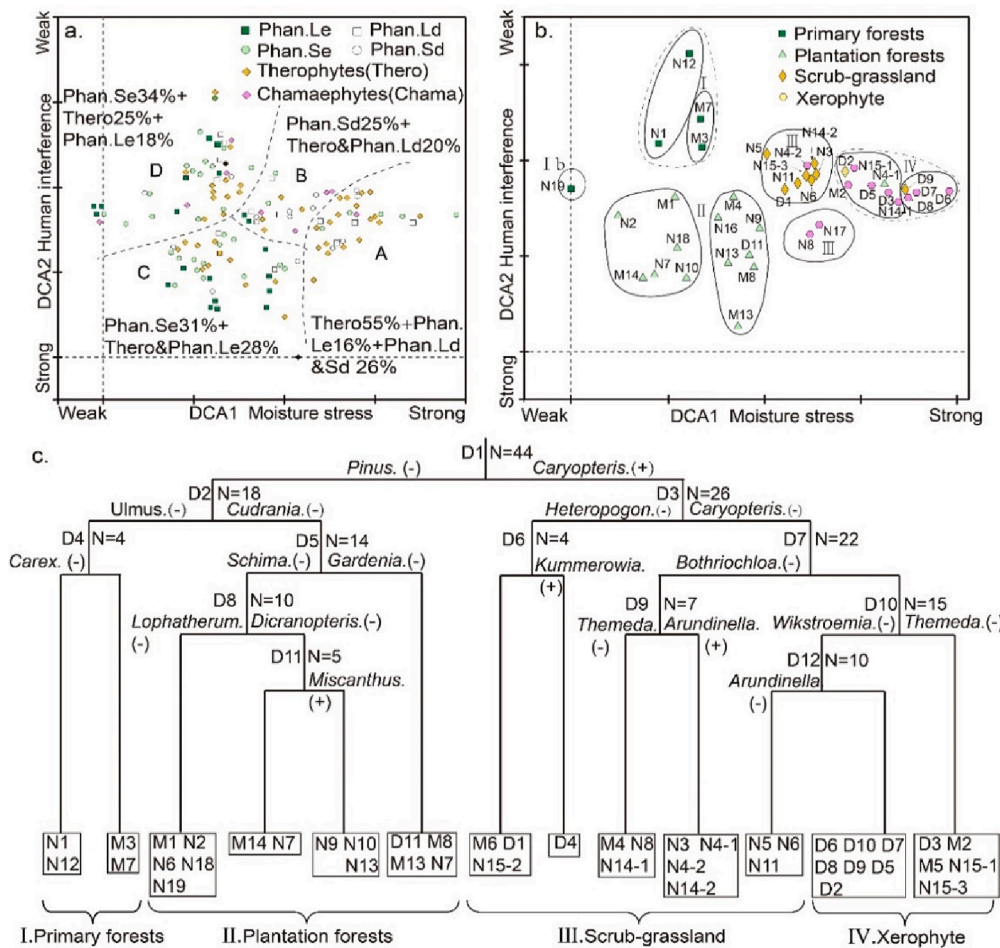 a.
Phan.Le
Phan.Ld
Phan.Se
Phan.Sd
Therophytes(Thero)
Chamaephytes(Chama)
Phan.Se34%+
Thero25%+
Phan.Le18%
Phan.Sd25%+
Thero&Phan.Ld20%
D
B
A
C
Phan.Se31%+
Thero&Phan.Le28%
Thero55%+Phan.
Le16%+Phan.Ld
&Sd 26%
Weak
DCA2 Human interference
Strong
Weak
DCA1
Moisture stress
Strong
b.
Primary forests
Plantation forests
Scrub-grassland
Xerophyte
N12
I
M7
N1
M3
I b
N19
N5
III
N14-2
N4-2
N3
N15-3
N11
D1
N6
D2
N15-1
IV
N4-1
D9
M2
D5
D7
D3
D6
N14-1
D8
M1
II
M4
N2
N16
N9
N18
N13
D11
N7
M8
M14
N10
M13
N8
N17
III
Weak
DCA2 Human interference
Strong
Weak
DCA1
Moisture stress
Strong
c.
D1 N=44
Pinus. (-)
Caryopteris.(+)
D2 N=18
D3 N=26
Ulmus.(-)
Cudrania.(-)
Heteropogon.(-)
Caryopteris.(-)
D4 N=4
D5 N=14
D6 N=4
D7 N=22
Carex. (-)
Schima.(-)
Gardenia.(-)
Kummerowia.
(+)
Bothriochloa.(-)
D8 N=10
D9 N=7
D10 N=15
Lophatherum.
(-)
Dicranopteris.(-)
Themeda.
(-)
Arundinella.
(+)
Wikstroemia.(-)
Themeda.(-)
D11 N=5
D12 N=10
Miscanthus.
(+)
Arundinella
(-)
N1
N12
M3
M7
M1 N2
N6 N18
N19
M14 N7
N9 N10
N13
D11 M8
M13 N7
M6 D1
N15-2
D4
M4 N8
N14-1
N3 N4-1
N4-2
N14-2
N5 N6
N11
D6 D10 D7
D8 D9 D5
D2
D3 M2
M5 N15-1
N15-3
I.Primary forests
II.Plantation forests
III.Scrub-grassland
IV.Xerophyte